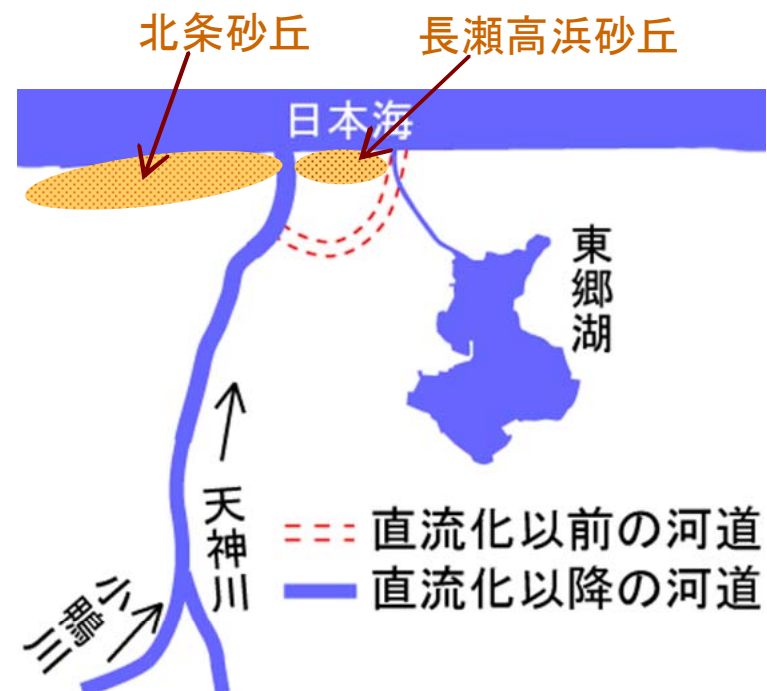 北条砂丘
長瀬高浜砂丘
日本海
東郷湖
天神川
小鴨川
直流化以前の河道
直流化以降の河道